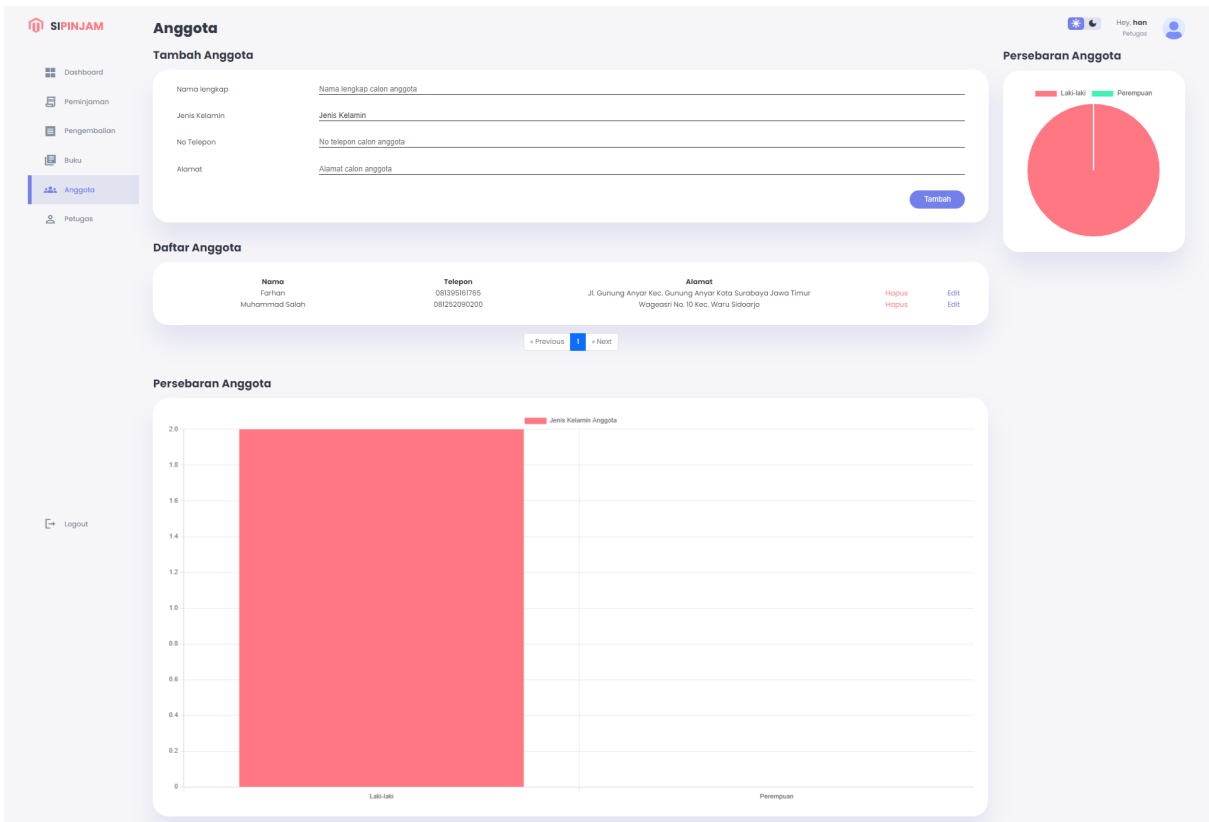 SIPINJAM
Anggota
Hey, han
Petugas
Dashboard
Peminjaman
Pengembalian
Buku
Anggota
Petugas
Logout
Tambah Anggota
Nama lengkap Nama lengkap calon anggota
Jenis Kelamin Jenis Kelamin
No Telepon No telepon calon anggota
Alamat Alamat calon anggota
Tambah
Persebaran Anggota
Laki-laki Perempuan
Daftar Anggota
Nama Telepon Alamat
Farhan 081395161765 Jl. Gunung Anyar Kec. Gunung Anyar Kota Surabaya Jawa Timur Hapus Edit
Muhammad Salah 081252090200 Wageasri No. 10 Kec. Waru Sidoarjo Hapus Edit
« Previous 1 » Next
Persebaran Anggota
Jenis Kelamin Anggota
2.0
1.8
1.6
1.4
1.2
1.0
0.8
0.6
0.4
0.2
0
Laki-laki Perempuan